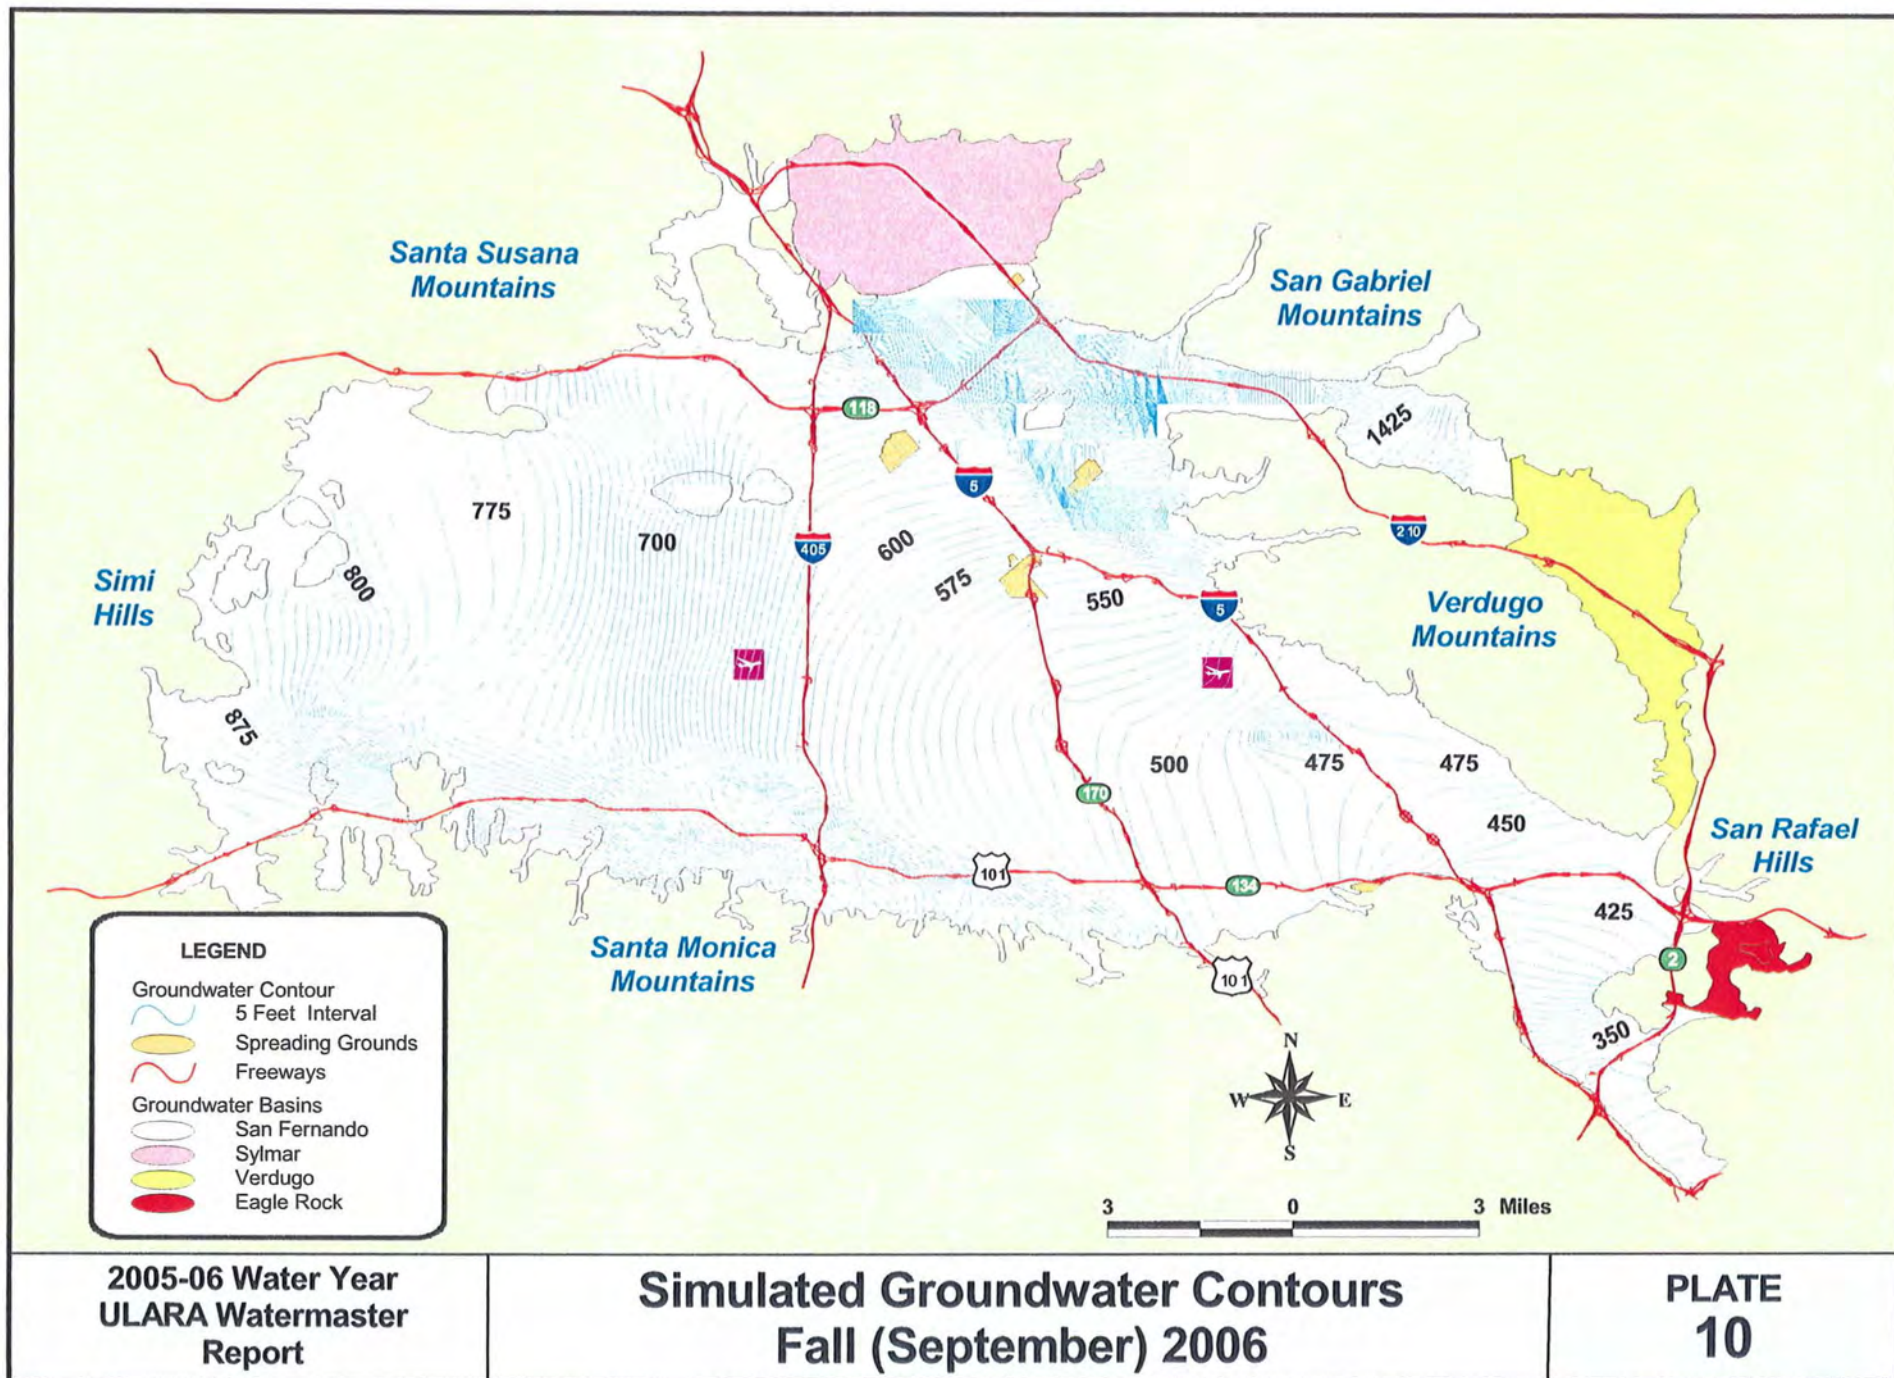 Santa Susana
Mountains
San Gabriel
Mountains
118
1425
5
775
700
405
600
210
800
575
550
5
Simi
Hills
Verdugo
Mountains
875
500
475
475
170
450
San Rafael
Hills
101
134
425
Santa Monica
Mountains
2
101
350
LEGEND
Groundwater Contour
5 Feet Interval
Spreading Grounds
Freeways
Groundwater Basins
San Fernando
Sylmar
Verdugo
Eagle Rock
N
W E
S
3 0 3 Miles
2005-06 Water Year
ULARA Watermaster
Report
Simulated Groundwater Contours
Fall (September) 2006
PLATE
10